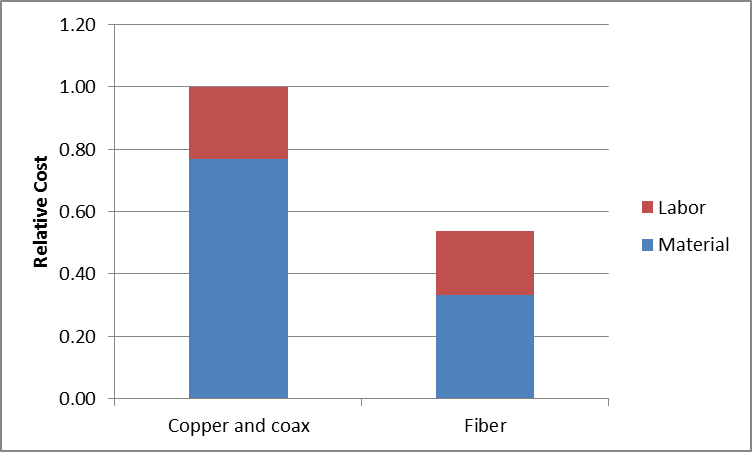 1.20
1.00
0.80
0.60
0.40
0.20
0.00
Relative Cost
Copper and coax
Fiber
Labor
Material